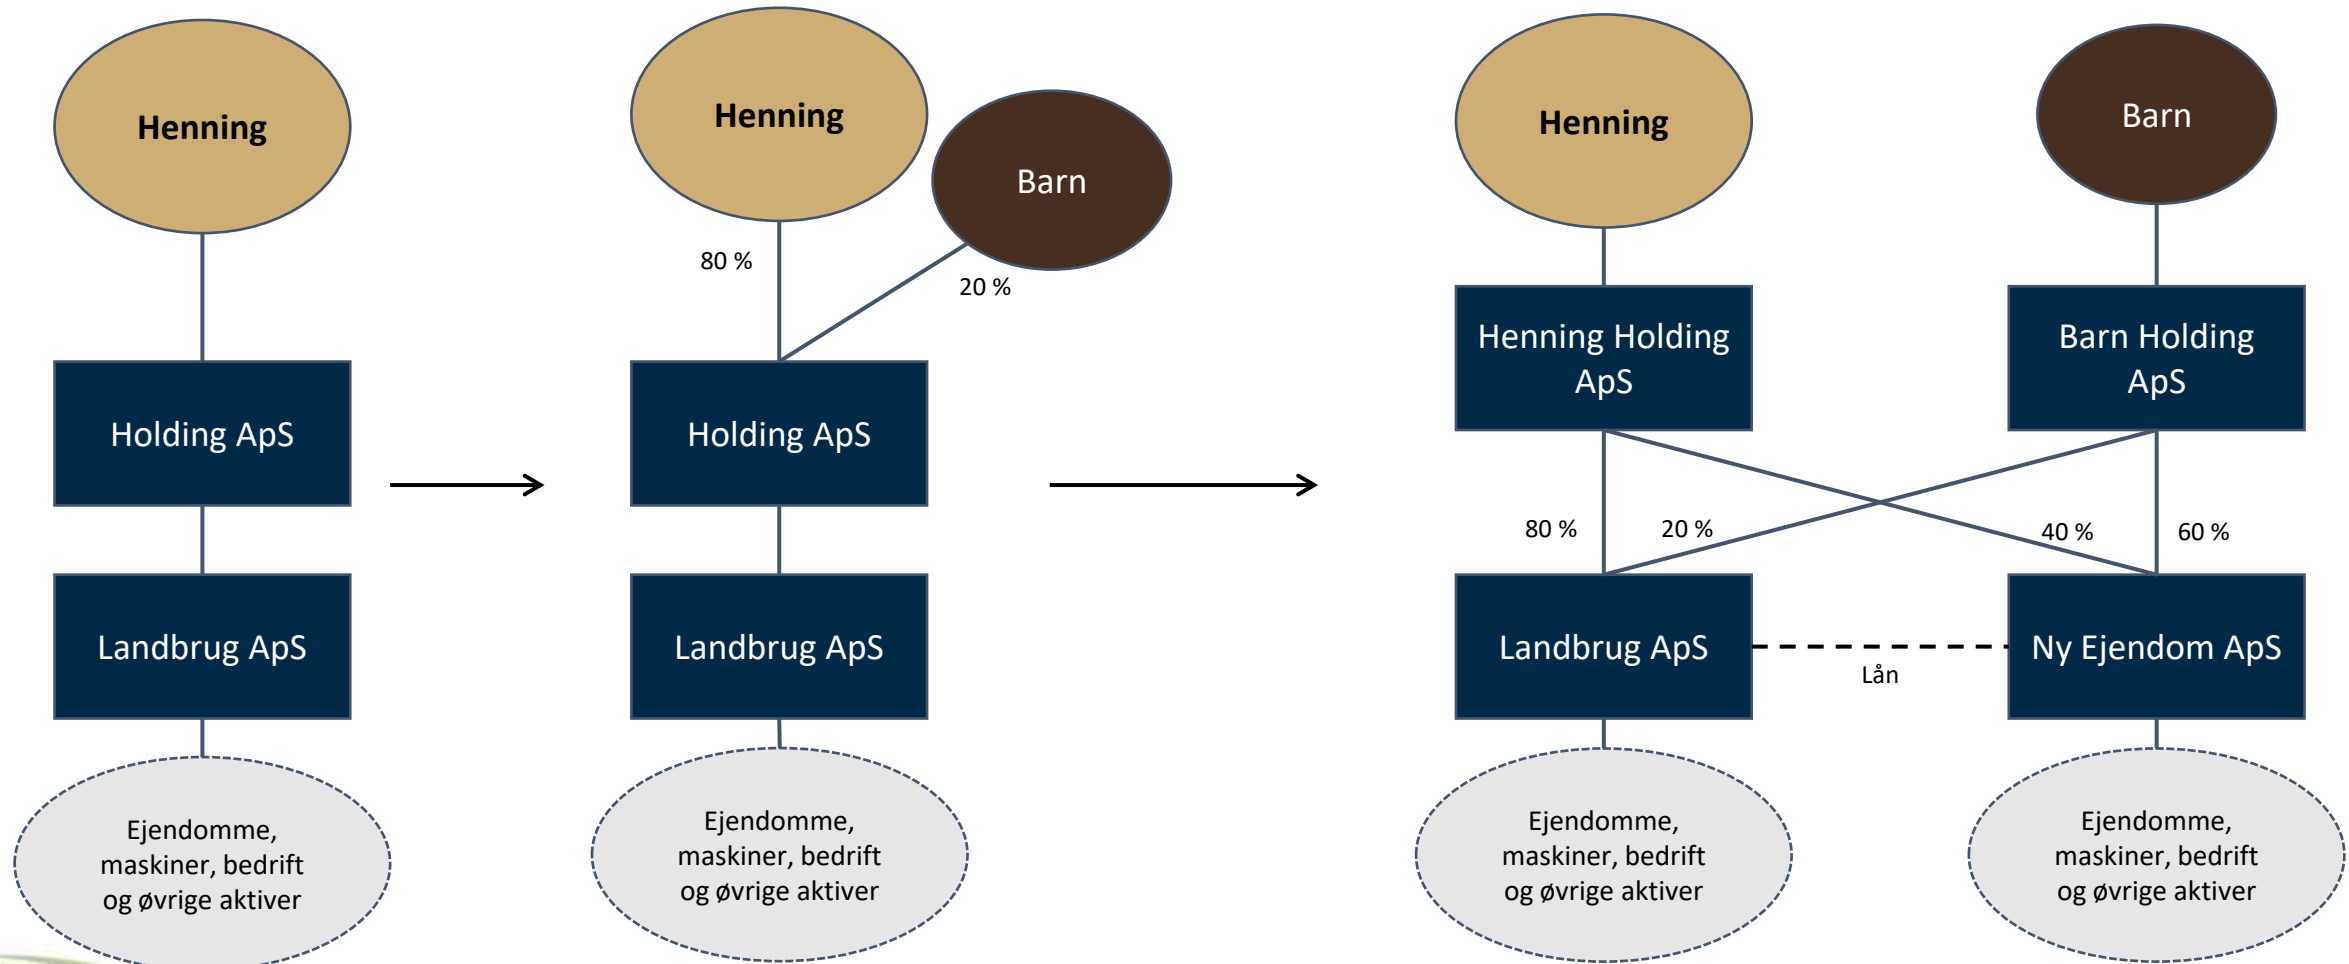 Henning
Holding ApS
Landbrug ApS
Ejendomme,
maskiner, bedrift
og øvrige aktiver
Henning
Barn
80 %
20 %
Holding ApS
Landbrug ApS
Ejendomme,
maskiner, bedrift
og øvrige aktiver
Henning
Barn
Henning Holding
ApS
Barn Holding
ApS
80 %
20 %
40 %
60 %
Landbrug ApS
Lån
Ny Ejendom ApS
Ejendomme,
maskiner, bedrift
og øvrige aktiver
Ejendomme,
maskiner, bedrift
og øvrige aktiver